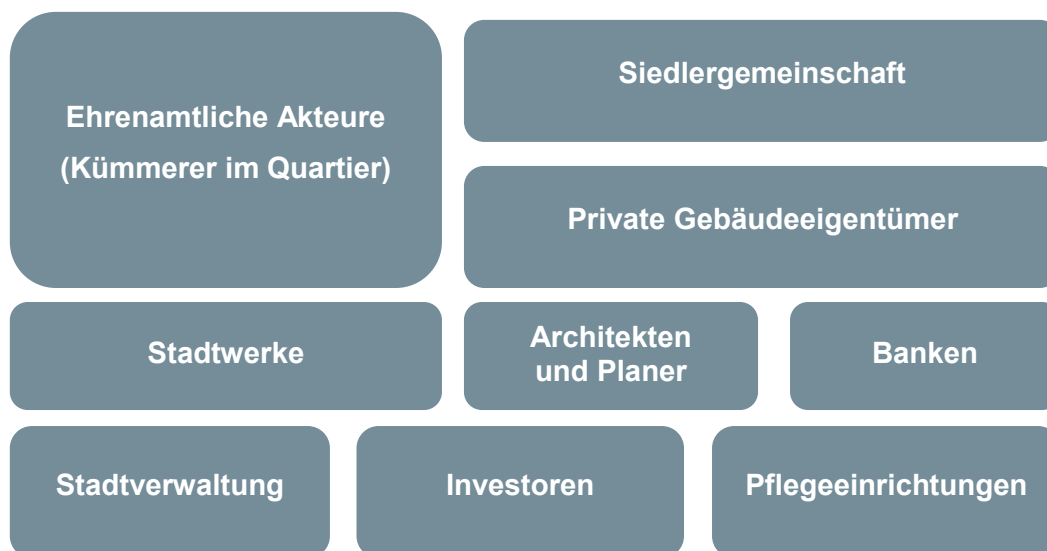 Ehrenamtliche Akteure
(Kümmerer im Quartier)
Siedlergemeinschaft
Private Gebäudeeigentümer
Stadtwerke
Architekten
und Planer
Banken
Stadtverwaltung
Investoren
Pflegeeinrichtungen